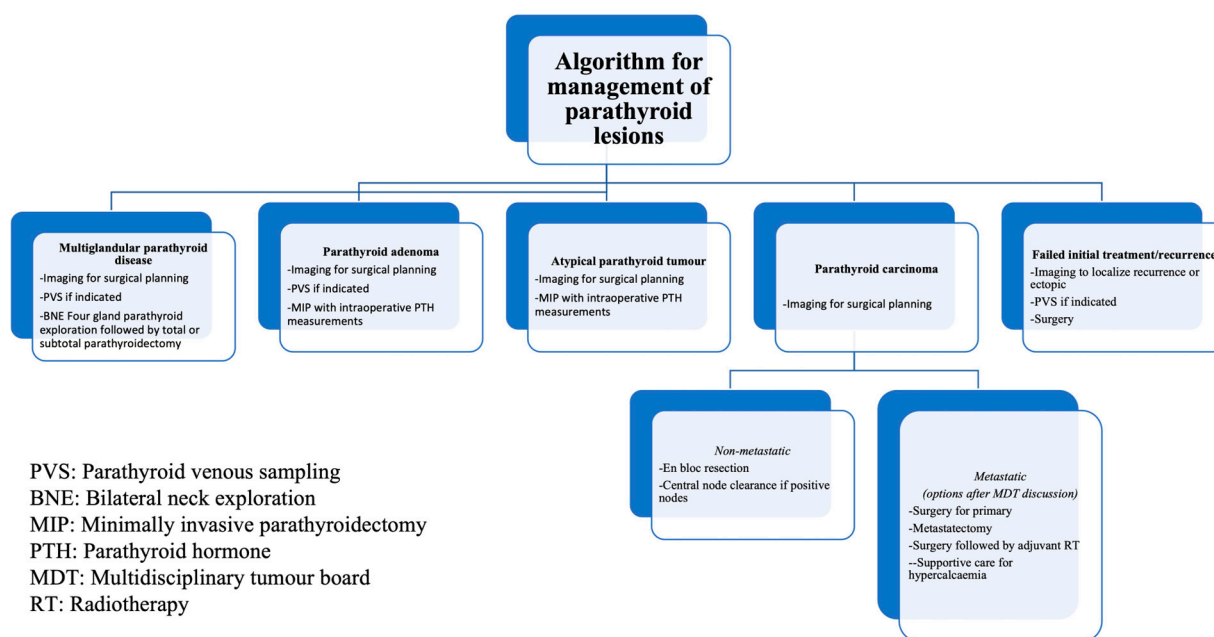 Algorithm for
management of
parathyroid
lesions
Multiglandular parathyroid
disease
-Imaging for surgical planning
-PVS if indicated
-BNE Four gland parathyroid
exploration followed by total or
subtotal parathyroidectomy
Parathyroid adenoma
-Imaging for surgical planning
-PVS if indicated
-MIP with intraoperative PTH
measurements
Atypical parathyroid tumour
-Imaging for surgical planning
-MIP with intraoperative PTH
measurements
Parathyroid carcinoma
-Imaging for surgical planning
Failed initial treatment/recurrence
-Imaging to localize recurrence or
ectopic
-PVS if indicated
-Surgery
Non-metastatic
-En bloc resection
-Central node clearance if positive
nodes
Metastatic
(options after MDT discussion)
-Surgery for primary
-Metastatectomy
-Surgery followed by adjuvant RT
--Supportive care for
hypercalcaemia
PVS: Parathyroid venous sampling
BNE: Bilateral neck exploration
MIP: Minimally invasive parathyroidectomy
PTH: Parathyroid hormone
MDT: Multidisciplinary tumour board
RT: Radiotherapy